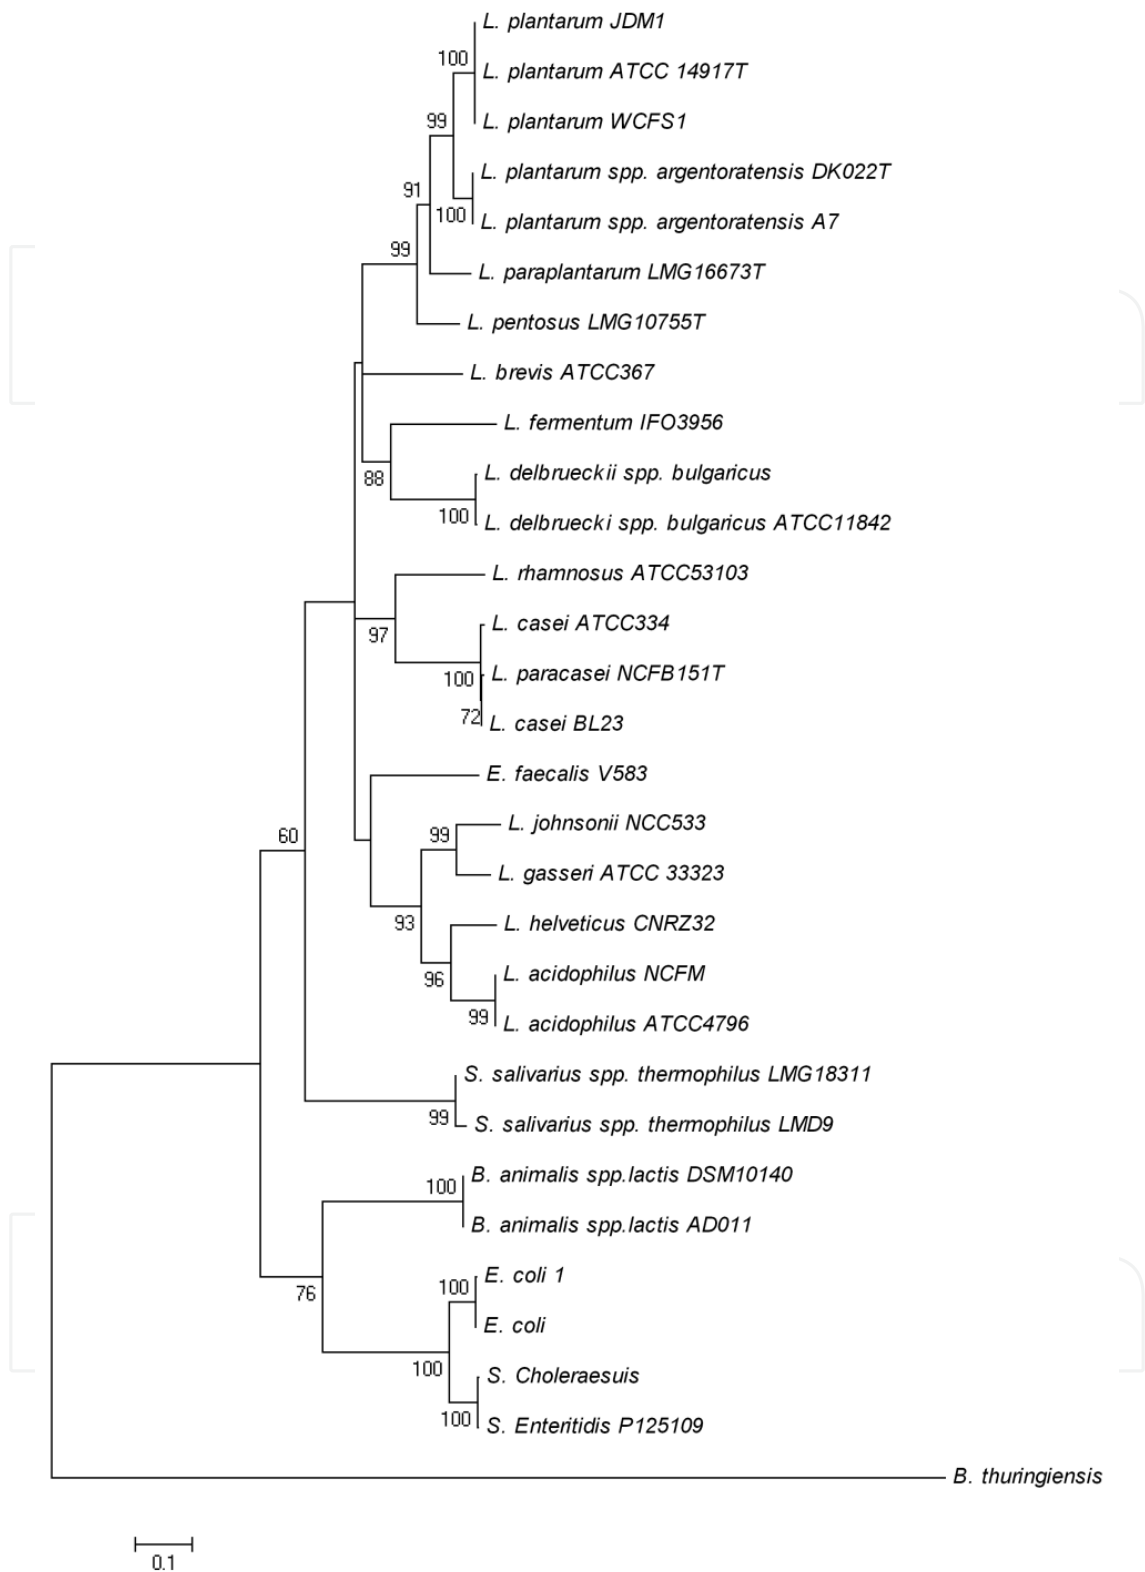 L. plantarum JDM1
100
L. plantarum ATCC 14917T
99
L. plantarum WCFS1
L. plantarum spp. argentoratensis DK022T
91
100
L. plantarum spp. argentoratensis A7
99
L. paraplantarum LMG16673T
L. pentosus LMG10755T
L. brevis ATCC367
L. fermentum IFO3956
88
L. delbrueckii spp. bulgaricus
100
L. delbruecki spp. bulgaricus ATCC11842
L. rhamnosus ATCC53103
97
L. casei ATCC334
100
L. paracasei NCFB151T
72
L. casei BL23
E. faecalis V583
60
99
L. johnsonii NCC533
L. gasseri ATCC 33323
93
L. helveticus CNRZ32
96
L. acidophilus NCFM
99
L. acidophilus ATCC4796
S. salivarius spp. thermophilus LMG18311
99
S. salivarius spp. thermophilus LMD9
100
B. animalis spp.lactis DSM10140
B. animalis spp.lactis AD011
76
100
E. coli 1
E. coli
100
S. Choleraesuis
100
S. Enteritidis P125109
B. thuringiensis
0.1